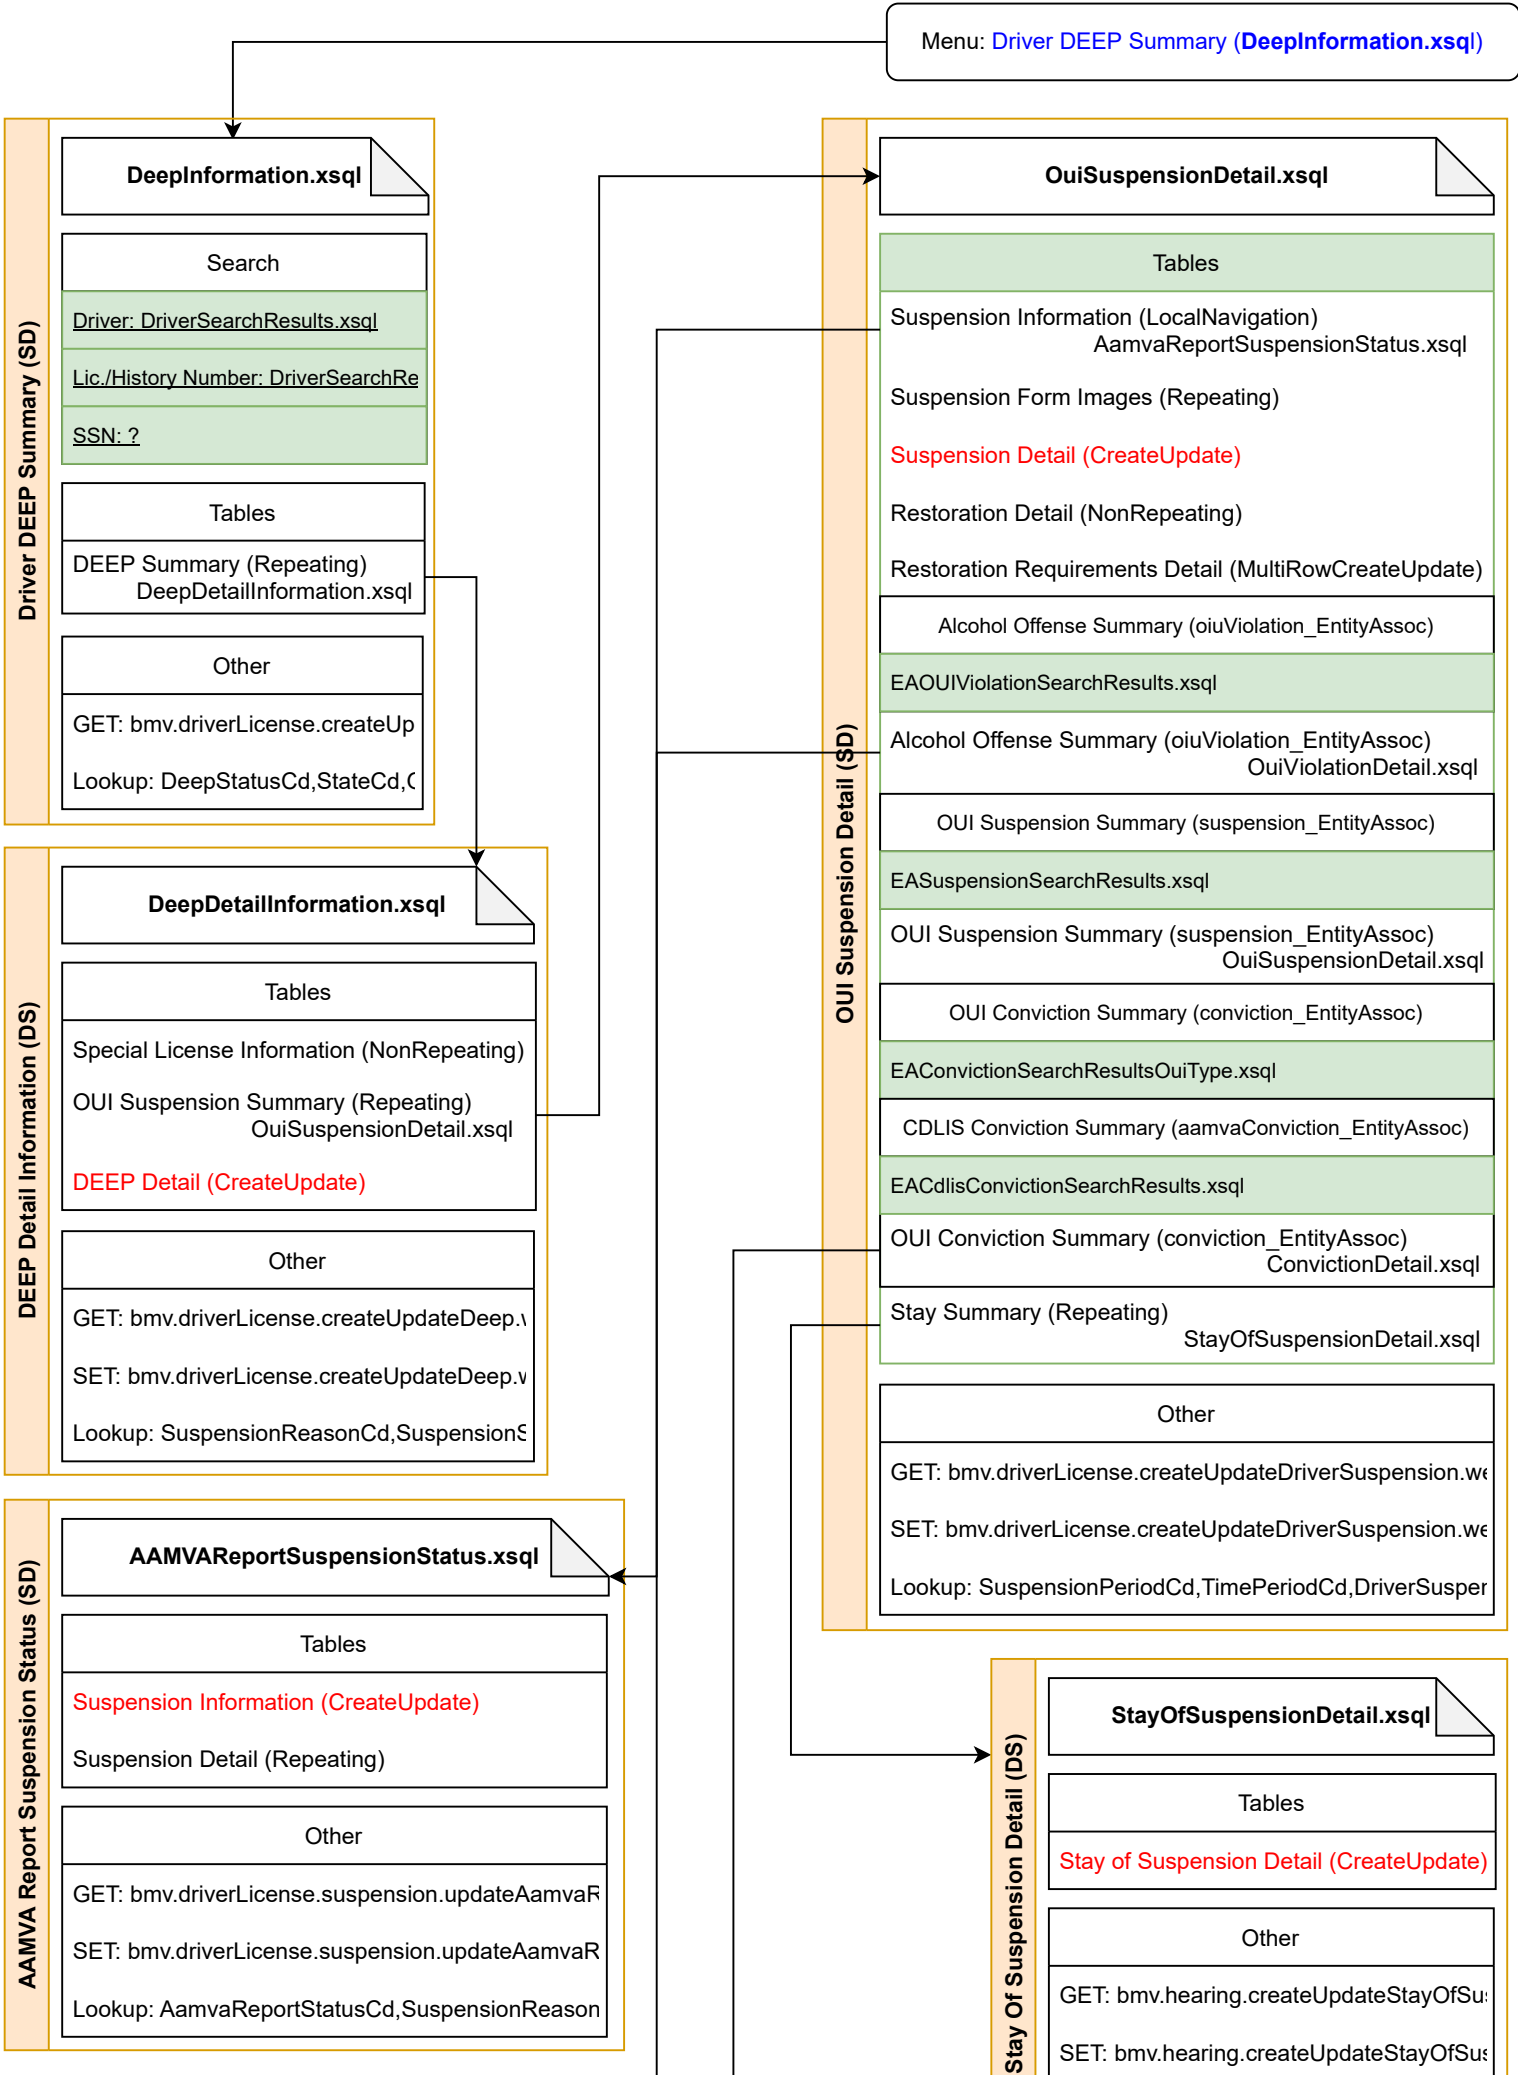 Menu: Driver DEEP Summary (DeepInformation.xsql)
Driver DEEP Summary (SD)
DeepInformation.xsql
Search
Driver: DriverSearchResults.xsql
Lic./History Number: DriverSearchRe
SSN: ?
Tables
DEEP Summary (Repeating)
DeepDetailInformation.xsql
Other
GET: bmv.driverLicense.createUp
Lookup: DeepStatusCd,StateCd,C
DEEP Detail Information (DS)
DeepDetailInformation.xsql
Tables
Special License Information (NonRepeating)
OUI Suspension Summary (Repeating)
OuiSuspensionDetail.xsql
DEEP Detail (CreateUpdate)
Other
GET: bmv.driverLicense.createUpdateDeep.w
SET: bmv.driverLicense.createUpdateDeep.w
Lookup: SuspensionReasonCd,SuspensionS
AAMVA Report Suspension Status (SD)
AAMVAReportSuspensionStatus.xsql
Tables
Suspension Information (CreateUpdate)
Suspension Detail (Repeating)
Other
GET: bmv.driverLicense.suspension.updateAamvaR
SET: bmv.driverLicense.suspension.updateAamvaR
Lookup: AamvaReportStatusCd,SuspensionReason
OUI Suspension Detail (SD)
OuiSuspensionDetail.xsql
Tables
Suspension Information (LocalNavigation)
AamvaReportSuspensionStatus.xsql
Suspension Form Images (Repeating)
Suspension Detail (CreateUpdate)
Restoration Detail (NonRepeating)
Restoration Requirements Detail (MultiRowCreateUpdate)
Alcohol Offense Summary (oiuViolation_EntityAssoc)
EAOUIViolationSearchResults.xsql
Alcohol Offense Summary (oiuViolation_EntityAssoc)
OuiViolationDetail.xsql
OUI Suspension Summary (suspension_EntityAssoc)
EASuspensionSearchResults.xsql
OUI Suspension Summary (suspension_EntityAssoc)
OuiSuspensionDetail.xsql
OUI Conviction Summary (conviction_EntityAssoc)
EAConvictionSearchResultsOuiType.xsql
CDLIS Conviction Summary (aamvaConviction_EntityAssoc)
EACdlisConvictionSearchResults.xsql
OUI Conviction Summary (conviction_EntityAssoc)
ConvictionDetail.xsql
Stay Summary (Repeating)
StayOfSuspensionDetail.xsql
Other
GET: bmv.driverLicense.createUpdateDriverSuspension.we
SET: bmv.driverLicense.createUpdateDriverSuspension.we
Lookup: SuspensionPeriodCd,TimePeriodCd,DriverSuspen
Stay Of Suspension Detail (DS)
StayOfSuspensionDetail.xsql
Tables
Stay of Suspension Detail (CreateUpdate)
Other
GET: bmv.hearing.createUpdateStayOfSus
SET: bmv.hearing.createUpdateStayOfSus